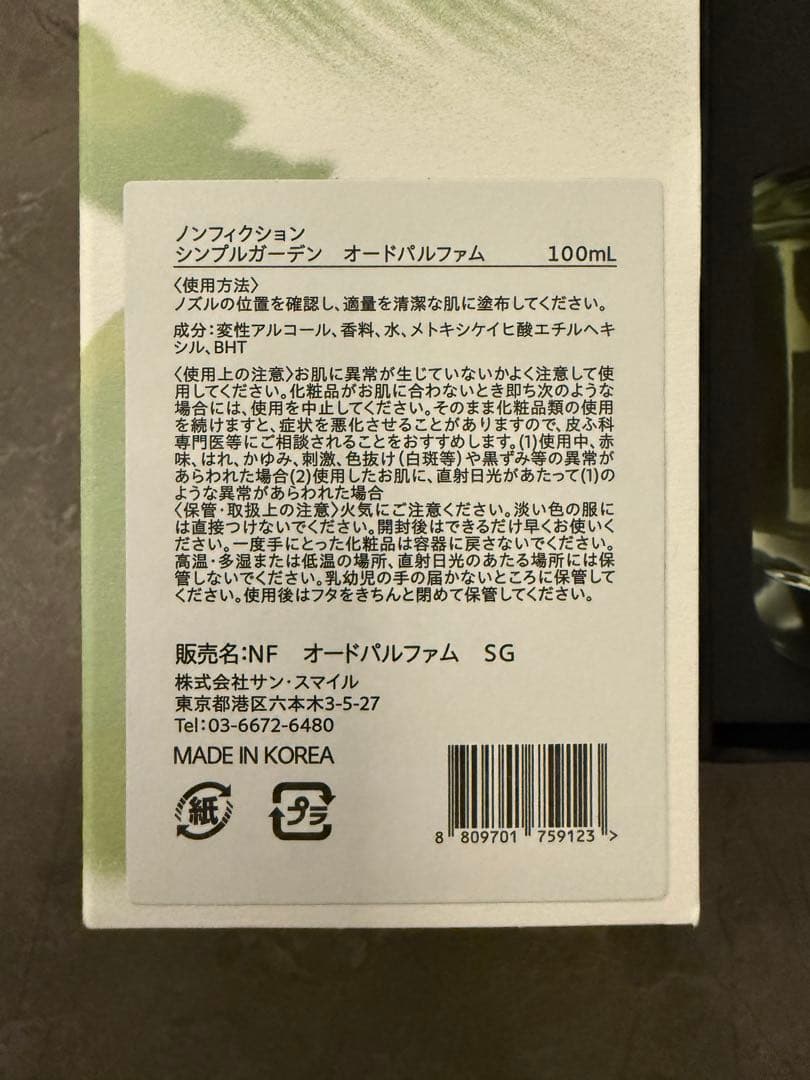 ノンフィクション
シンプルガーデン　オードパルファム　100mL
〈使用方法〉
ノズルの位置を確認し、適量を清潔な肌に塗布してください。
成分：変性アルコール、香料、水、メトキシケイヒ酸エチルヘキ
シル、BHT
〈使用上の注意〉お肌に異常が生じていないかよく注意して使
用してください。化粧品がお肌に合わないとき即ち次のような
場合には、使用を中止してください。そのまま化粧品類の使用
を続けますと、症状を悪化させることがありますので、皮ふ科
専門医等にご相談されることをおすすめします。(1)使用中、赤
味、はれ、かゆみ、刺激、色抜け(白斑等)や黒ずみ等の異常が
あらわれた場合(2)使用したお肌に、直射日光があたって(1)の
ような異常があらわれた場合
〈保管・取扱上の注意〉火気にご注意ください。淡い色の服に
は直接つけないでください。開封後はできるだけ早くお使いく
ださい。一度手にとった化粧品は容器に戻さないでください。
高温・多湿または低温の場所、直射日光のあたる場所には保
管しないでください。乳幼児の手の届かないところに保管して
ください。使用後はフタをきちんと閉めて保管してください。
販売名：NF　オードパルファム　SG
株式会社サン・スマイル
東京都港区六本木3-5-27
Tel：03-6672-6480
MADE IN KOREA
紙 プラ
8 809701 759123 >